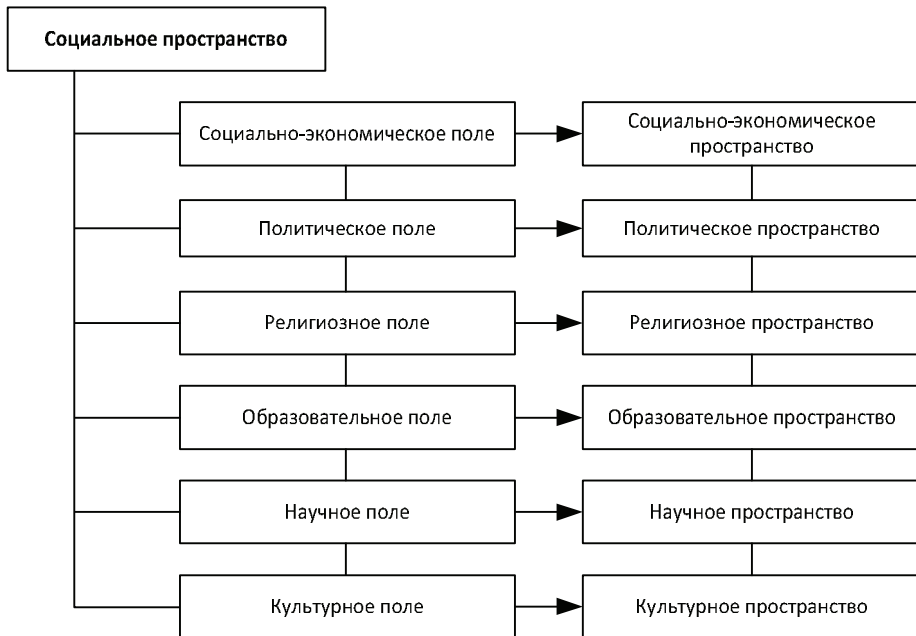 Социальное пространство
Социально-экономическое поле
Социально-экономическое
пространство
Политическое поле
Политическое пространство
Религиозное поле
Религиозное пространство
Образовательное поле
Образовательное пространство
Научное поле
Научное пространство
Культурное поле
Культурное пространство